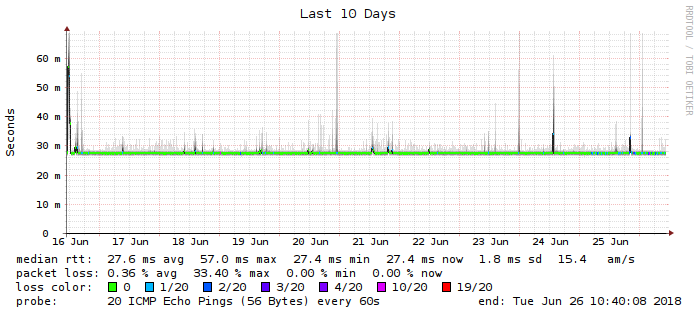 Last 10 Days
RRDTOOL / TOBI OETIKER
Seconds
60 m
50 m
40 m
30 m
20 m
10 m
0
16 Jun 17 Jun 18 Jun 19 Jun 20 Jun 21 Jun 22 Jun 23 Jun 24 Jun 25 Jun
median rtt: 27.6 ms avg 57.0 ms max 27.4 ms min 27.4 ms now 1.8 ms sd 15.4 am/s
packet loss: 0.36 % avg 33.40 % max 0.00 % min 0.00 % now
loss color: 0 1/20 2/20 3/20 4/20 10/20 19/20
probe: 20 ICMP Echo Pings (56 Bytes) every 60s end: Tue Jun 26 10:40:08 2018